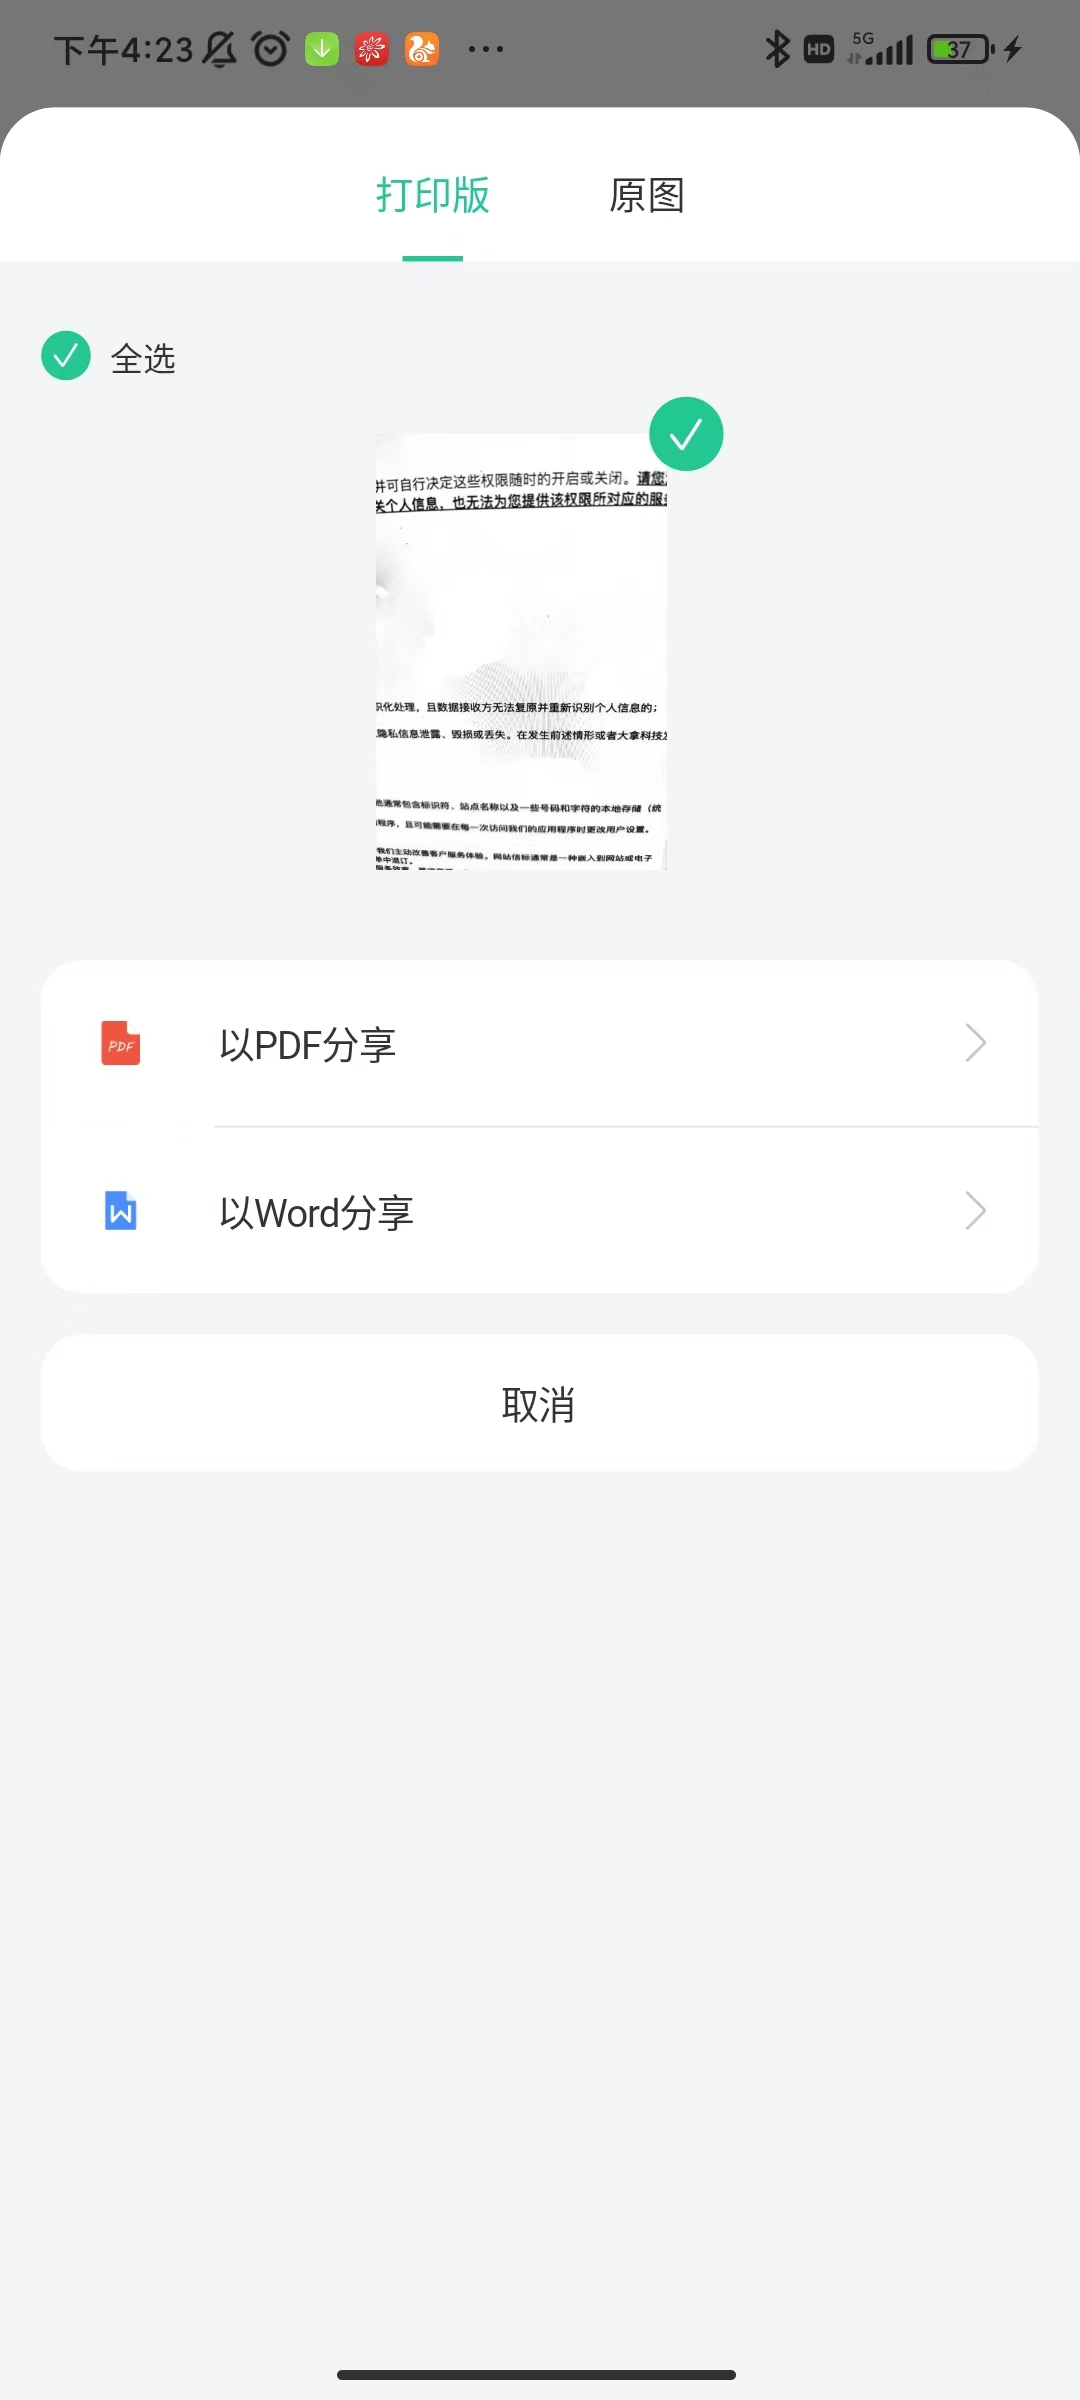 下午4:23
HD
5G
37
打印版
原图
全选
并可自行决定这些权限随时的开启或关闭。请您
关个人信息，也无法为您提供该权限所对应的服
识化处理，且数据接收方无法复原并重新识别个人信息的；
隐私信息泄露、毁损或丢失。在发生前述情形或者大拿科技
通常包含标识符、站点名称以及一些号码和字符的本地存储（统
程序，且可能需要在每一次访问我们的应用程序时更改用户设置。
我们主动改善客户服务体验。网站信标通常是一种嵌入到网站或电子
单中退订。
PDF
以PDF分享
W
以Word分享
取消